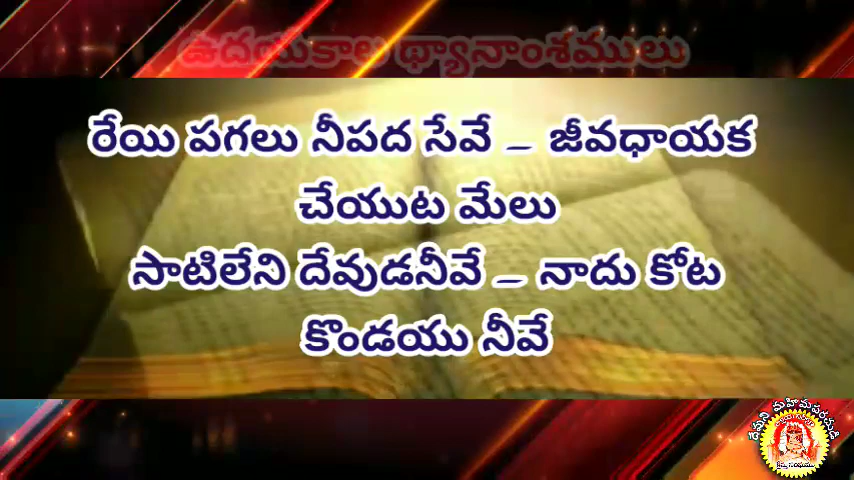 ఉదయకాల ధ్యానాంశములు
రేయి పగలు నీపద సేవే – జీవధాయక
చేయుట మేలు
సాటిలేని దేవుడనీవే – నాదు కోట
కొండయు నీవే